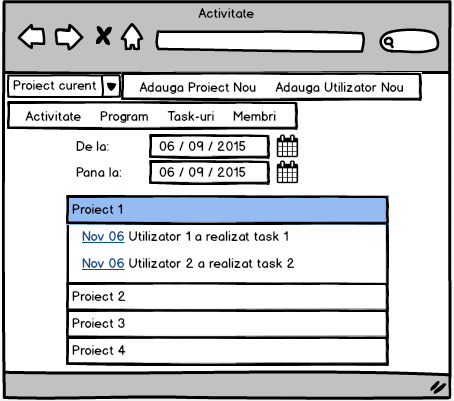 Activitate
Proiect curent Adauga Proiect Nou Adauga Utilizator Nou
Activitate Program Task-uri Membri
De la: 06 / 09 / 2015
Pana la: 06 / 09 / 2015
Proiect 1
Nov 06 Utilizator 1 a realizat task 1
Nov 06 Utilizator 2 a realizat task 2
Proiect 2
Proiect 3
Proiect 4